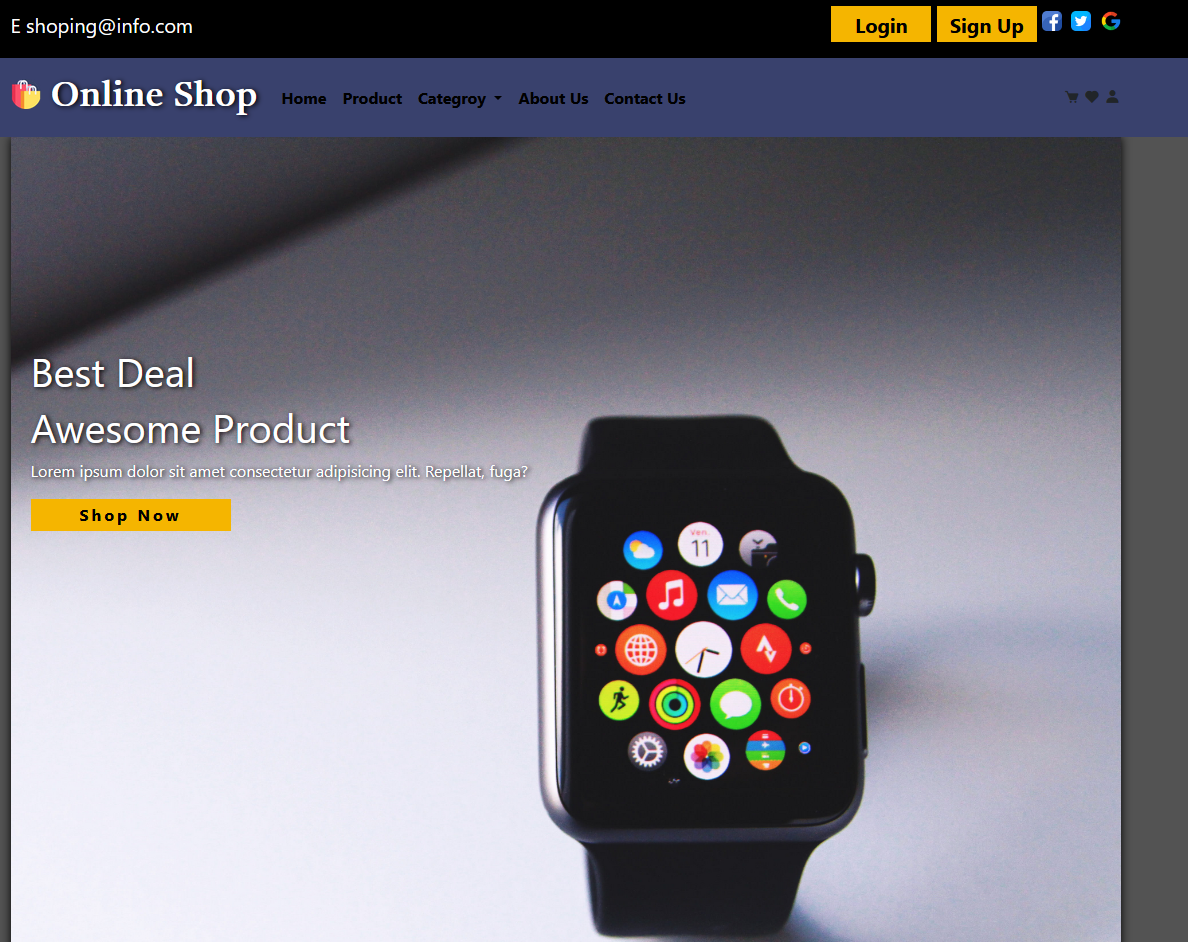 E shoping@info.com
Login
Sign Up
Online Shop
Home Product Categroy About Us Contact Us
Best Deal
Awesome Product
Lorem ipsum dolor sit amet consectetur adipisicing elit. Repellat, fuga?
Shop Now
Ven.
11